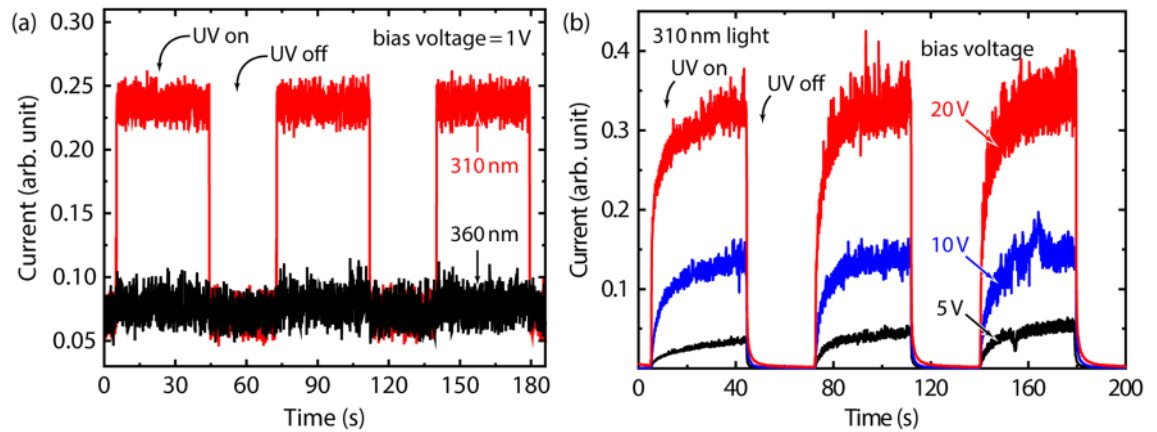 (a)
0.30
0.25
0.20
0.15
0.10
0.05
Current (arb. unit)
UV on
UV off
bias voltage = 1 V
310 nm
360 nm
0
30
60
90
120
150
180
Time (s)
(b)
0.4
0.3
0.2
0.1
Current (arb. unit)
310 nm light
UV on
UV off
bias voltage
20 V
10 V
5 V
0
40
80
120
160
200
Time (s)